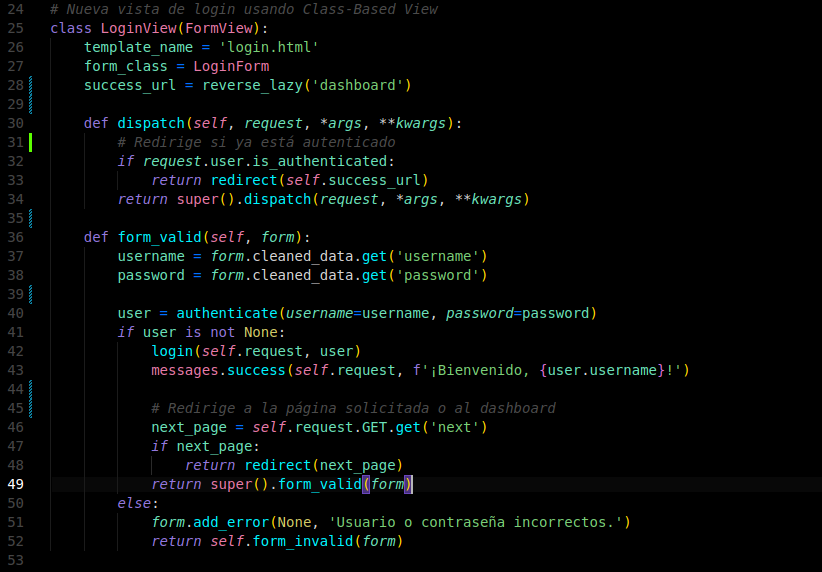 24 # Nueva vista de login usando Class-Based View
25 class LoginView(FormView):
26     template_name = 'login.html'
27     form_class = LoginForm
28     success_url = reverse_lazy('dashboard')
29
30     def dispatch(self, request, *args, **kwargs):
31         # Redirige si ya está autenticado
32         if request.user.is_authenticated:
33             return redirect(self.success_url)
34         return super().dispatch(request, *args, **kwargs)
35
36     def form_valid(self, form):
37         username = form.cleaned_data.get('username')
38         password = form.cleaned_data.get('password')
39
40         user = authenticate(username=username, password=password)
41         if user is not None:
42             login(self.request, user)
43             messages.success(self.request, f'¡Bienvenido, {user.username}!')
44
45             # Redirige a la página solicitada o al dashboard
46             next_page = self.request.GET.get('next')
47             if next_page:
48                 return redirect(next_page)
49             return super().form_valid(form)
50         else:
51             form.add_error(None, 'Usuario o contraseña incorrectos.')
52             return self.form_invalid(form)
53